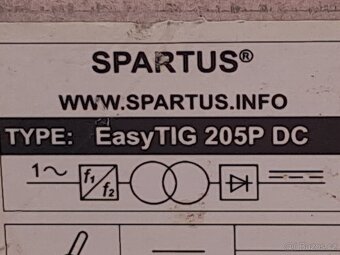 SPARTUS®
WWW.SPARTUS.INFO
TYPE: EasyTIG 205P DC
1~ f1 f2